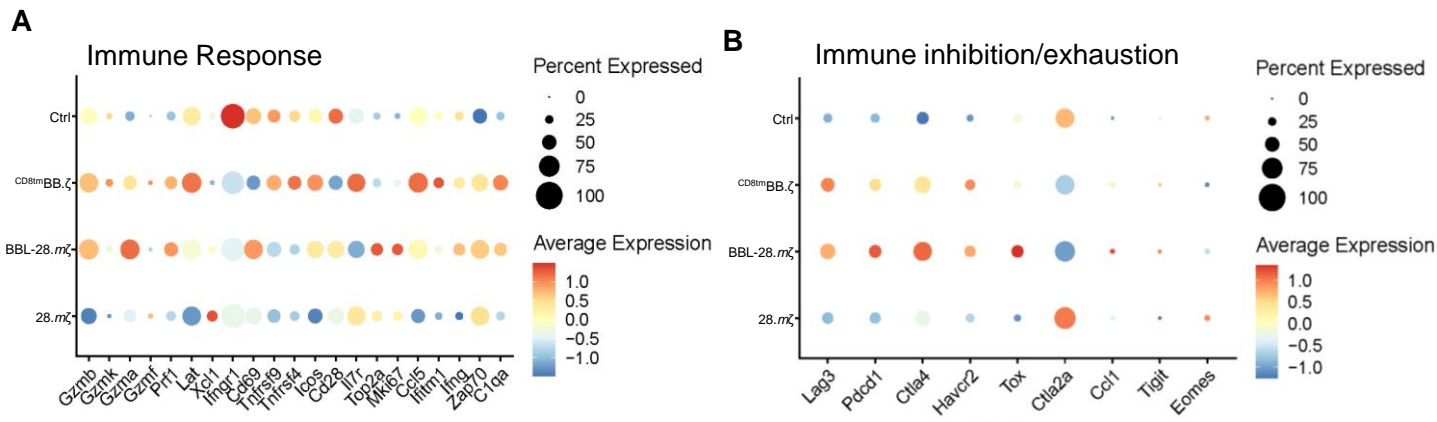 A
Immune Response
Ctrl
CD8tmBB.ζ
BBL-28.mζ
28.mζ
Gzmb Gzmk Gzma Gzmf Prf1 Lat Xcl1 Ifngr1 Cd69 Tnfrsf9 Tnfrsf4 Icos Cd28 Il7r Top2a Mki67 Ccl5 Ifitm1 Ifng Zap70 C1qa
Percent Expressed
0
25
50
75
100
Average Expression
1.0
0.5
0.0
−0.5
−1.0
B
Immune inhibition/exhaustion
Ctrl
CD8tmBB.ζ
BBL-28.mζ
28.mζ
Lag3 Pdcd1 Ctla4 Havcr2 Tox Ctla2a Ccl1 Tigit Eomes
Percent Expressed
0
25
50
75
100
Average Expression
1.0
0.5
0.0
−0.5
−1.0